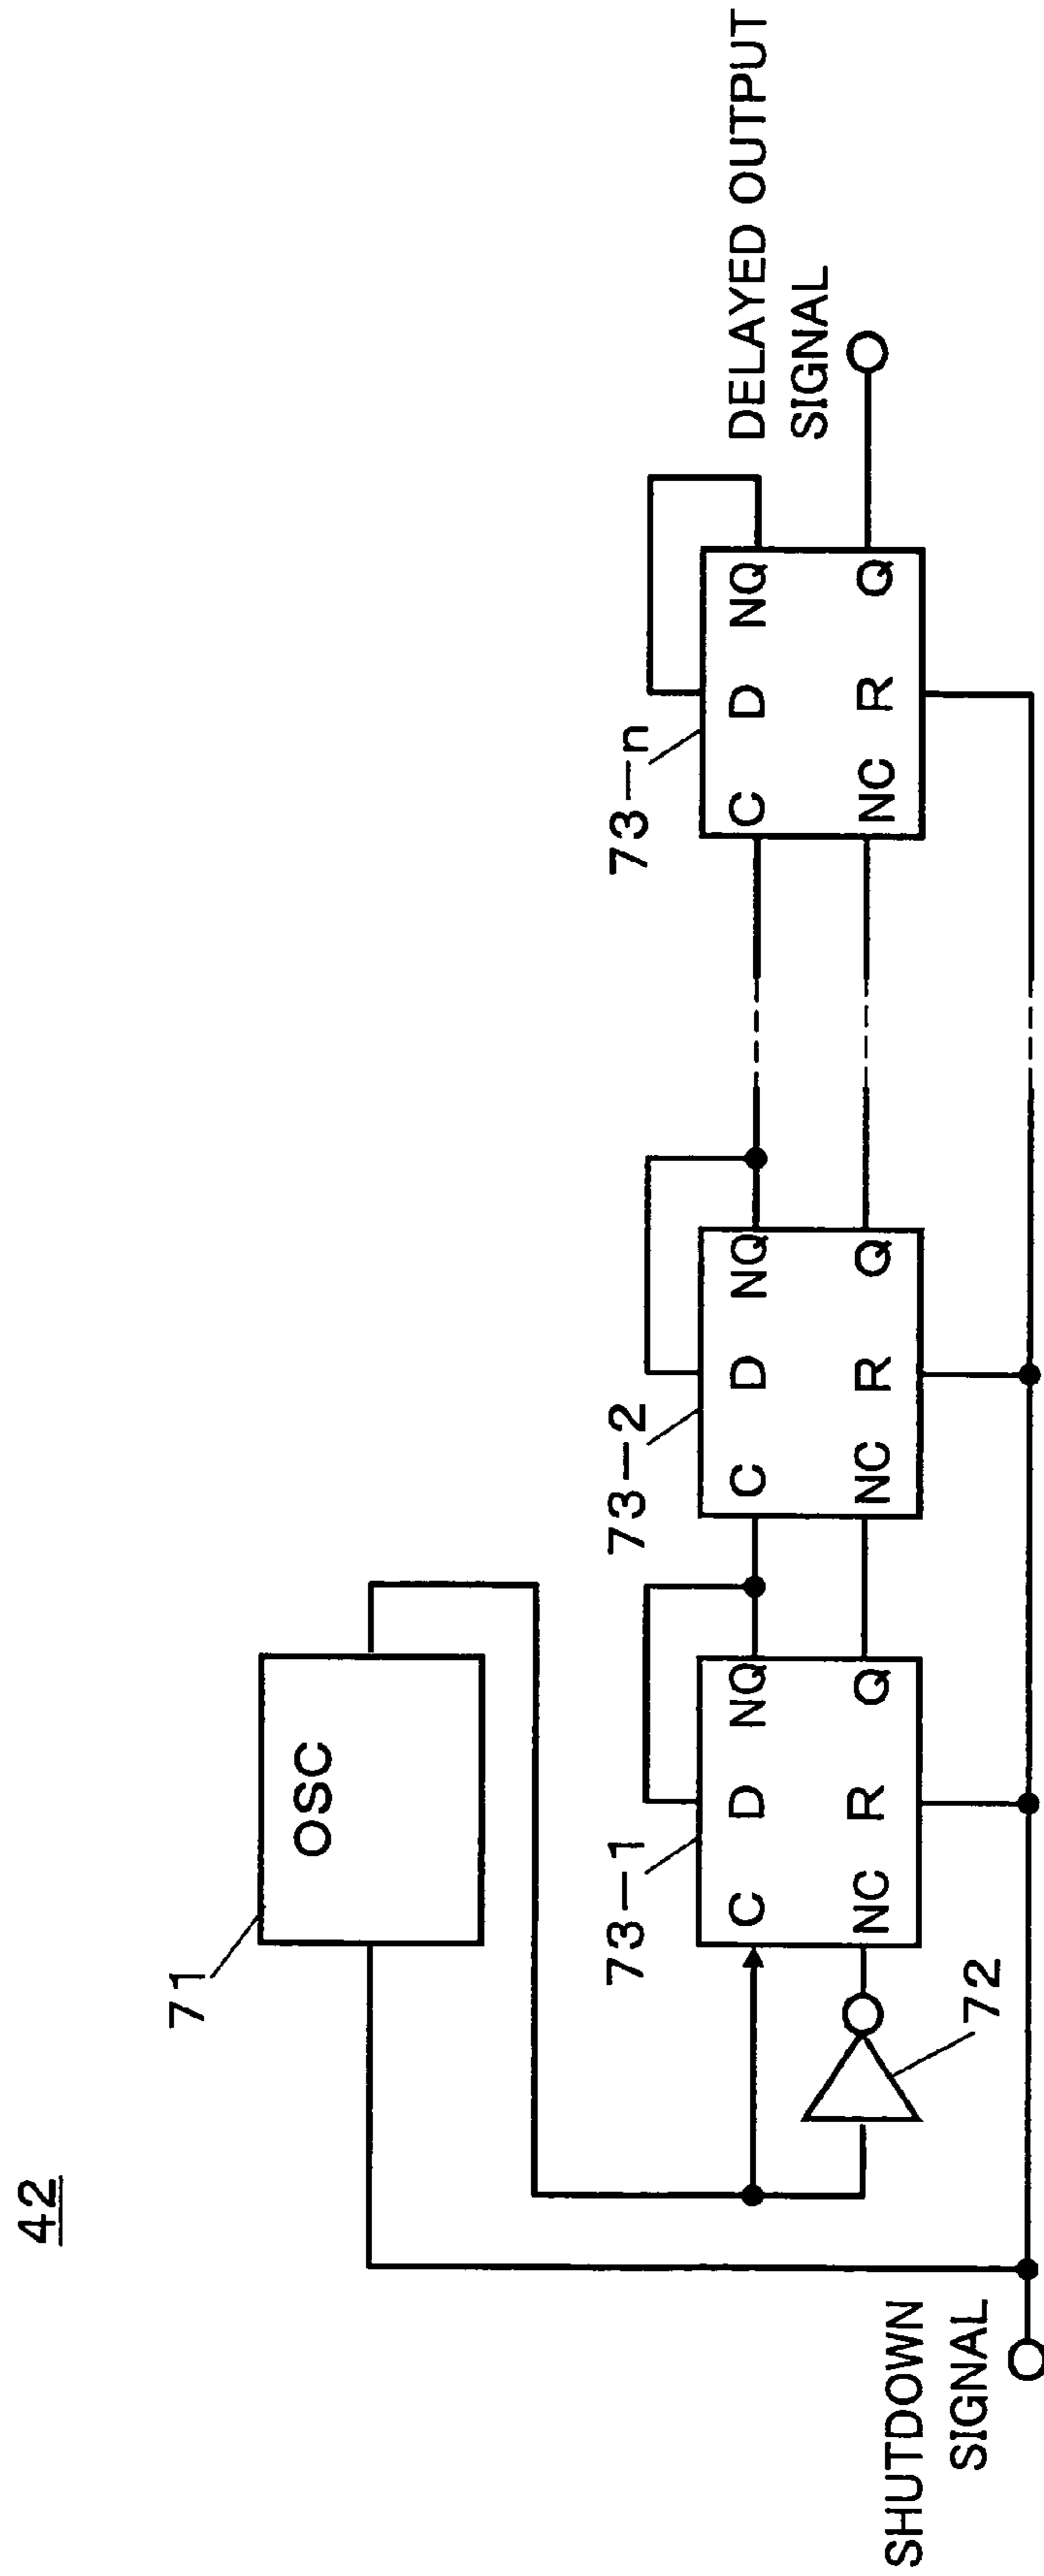 42
71
OSC
73-1
C D NQ
NC R Q
72
73-2
C D NQ
NC R Q
73-n
C D NQ
NC R Q
SHUTDOWN
SIGNAL
DELAYED OUTPUT
SIGNAL